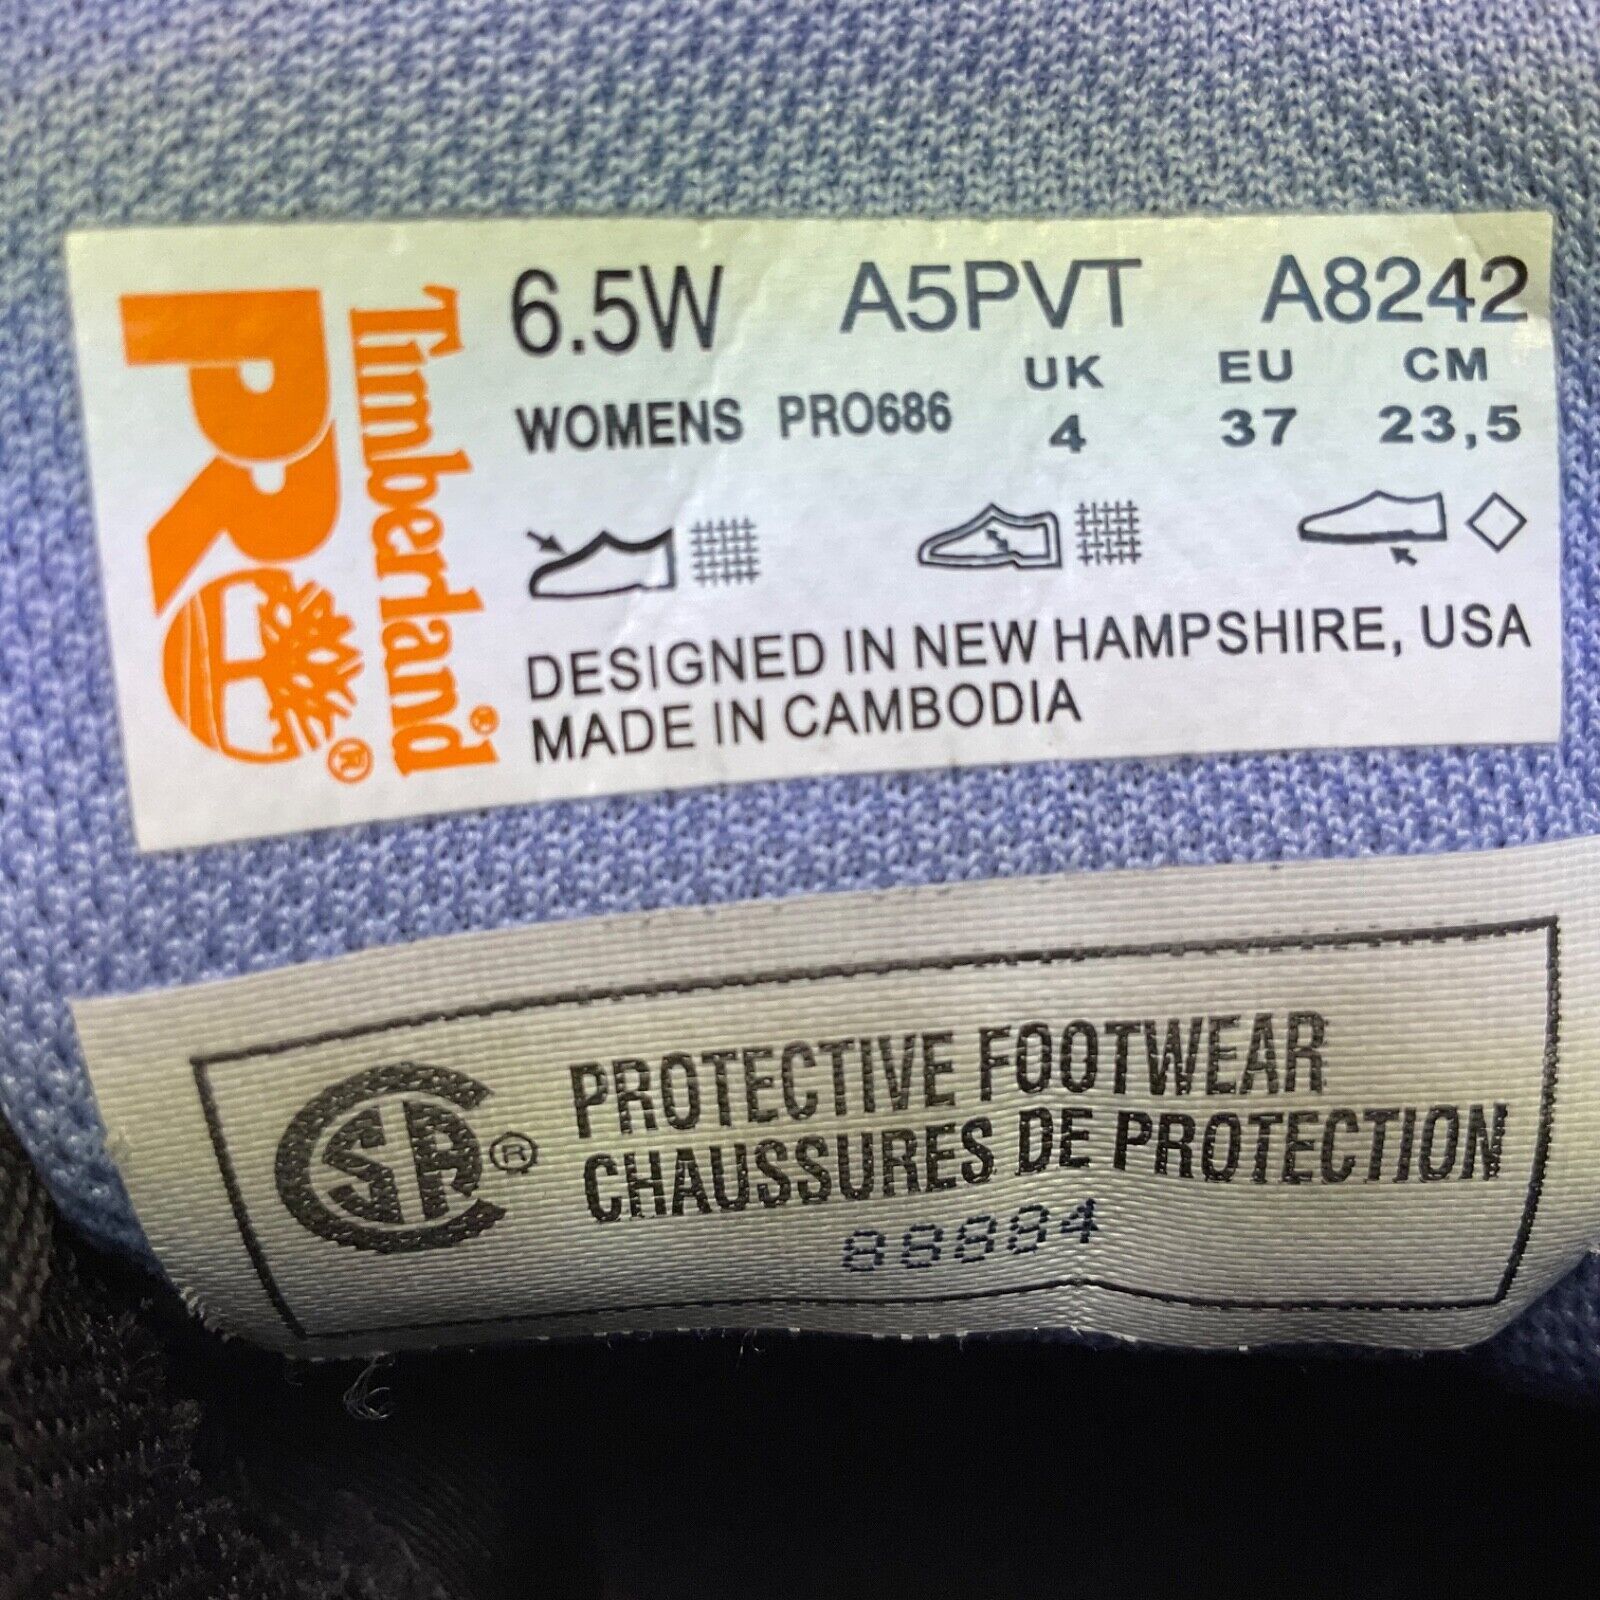 PRO®
Timberland®
6.5W A5PVT A8242
WOMENS PRO686 UK 4 EU 37 CM 23,5
DESIGNED IN NEW HAMPSHIRE, USA
MADE IN CAMBODIA
CSA® PROTECTIVE FOOTWEAR
CHAUSSURES DE PROTECTION
88884